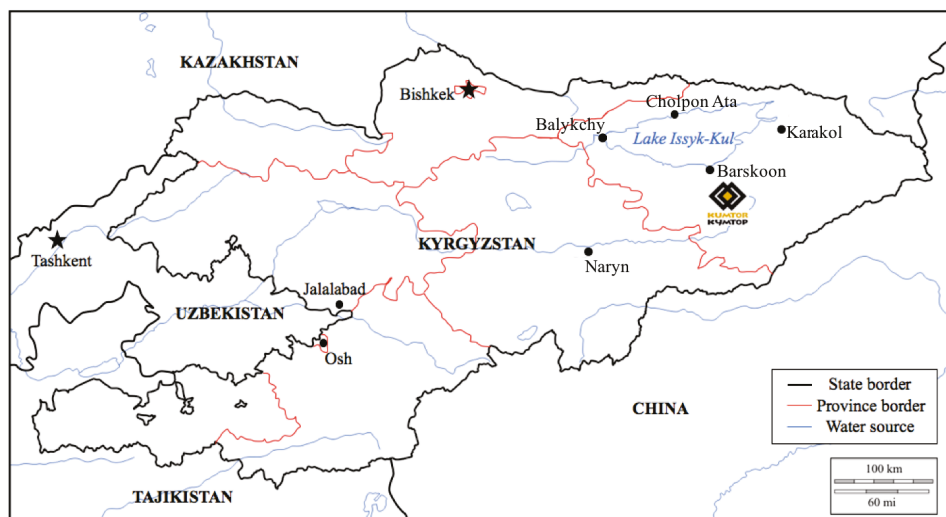 KAZAKHSTAN
Bishkek
Cholpon Ata
Balykchy
Lake Issyk-Kul
Karakol
Barskoon
KUMTOR
КУМТОР
KYRGYZSTAN
Tashkent
Naryn
Jalalabad
UZBEKISTAN
Osh
CHINA
State border
Province border
Water source
100 km
60 mi
TAJIKISTAN